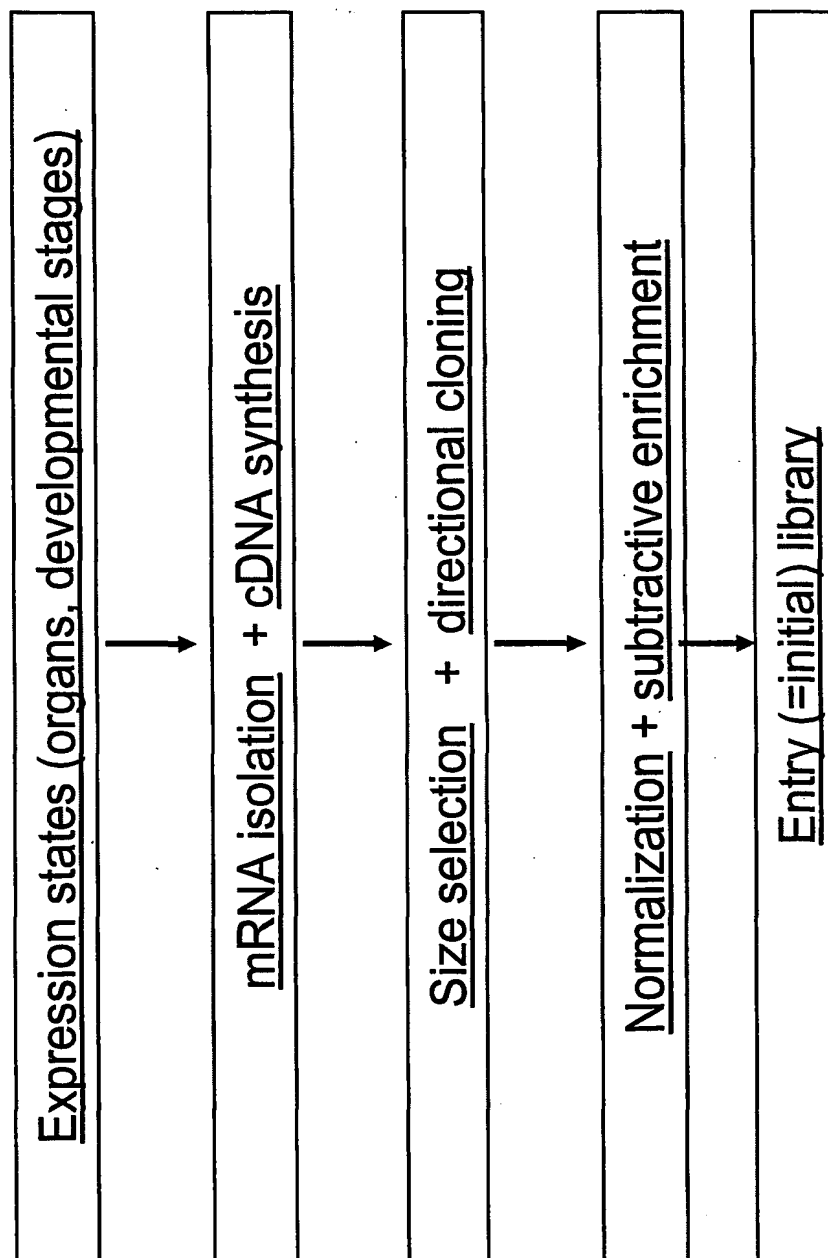 Expression states (organs, developmental stages)
mRNA isolation + cDNA synthesis
Size selection + directional cloning
Normalization + subtractive enrichment
Entry (=initial) library